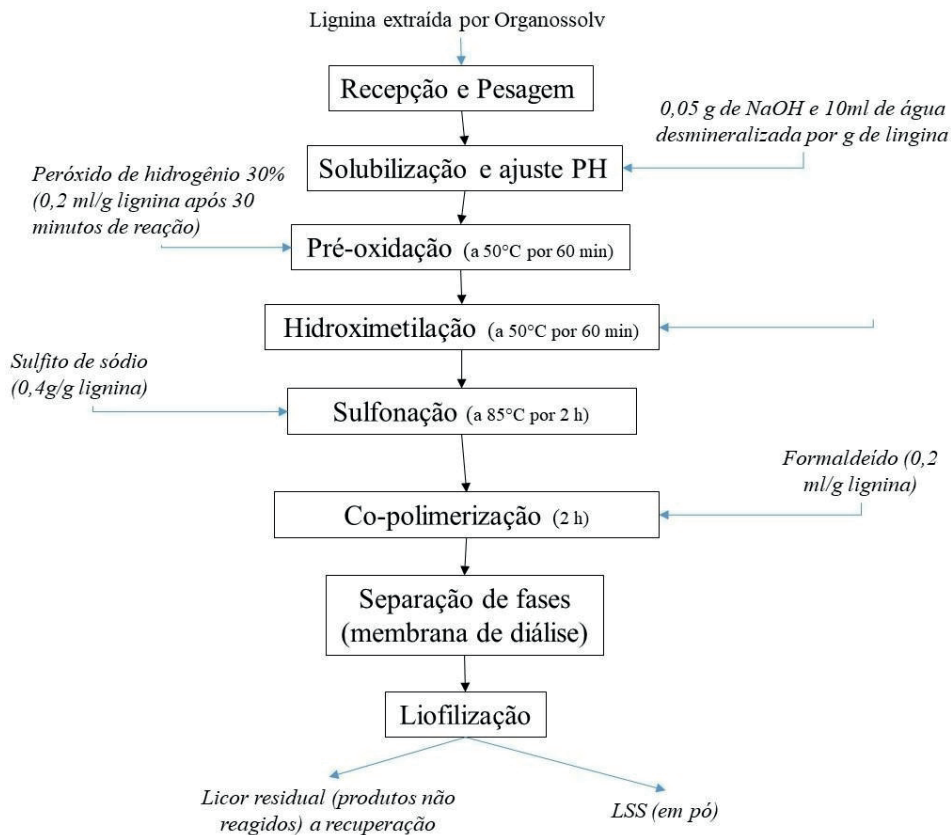 Lignina extraída por Organossolv
Recepção e Pesagem
0,05 g de NaOH e 10ml de água
desmineralizada por g de lingina
Solubilização e ajuste PH
Peróxido de hidrogênio 30%
(0,2 ml/g lignina após 30
minutos de reação)
Pré-oxidação (a 50°C por 60 min)
Hidroximetilação (a 50°C por 60 min)
Sulfito de sódio
(0,4g/g lignina)
Sulfonação (a 85°C por 2 h)
Formaldeído (0,2
ml/g lignina)
Co-polimerização (2 h)
Separação de fases
(membrana de diálise)
Liofilização
Licor residual (produtos não
reagidos) a recuperação
LSS (em pó)